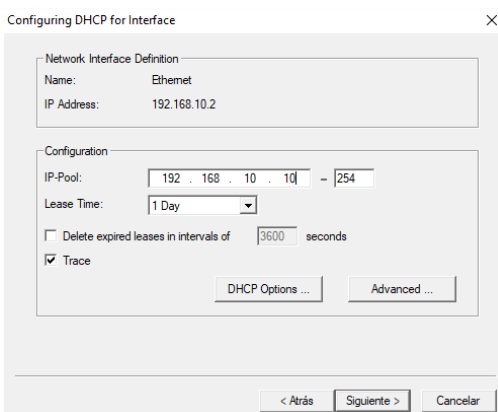 Configuring DHCP for Interface
Network Interface Definition
Name: Ethernet
IP Address: 192.168.10.2
Configuration
IP-Pool: 192 . 168 . 10 . 10 - 254
Lease Time: 1 Day
Delete expired leases in intervals of 3600 seconds
Trace
DHCP Options ... Advanced ...
< Atrás Siguiente > Cancelar